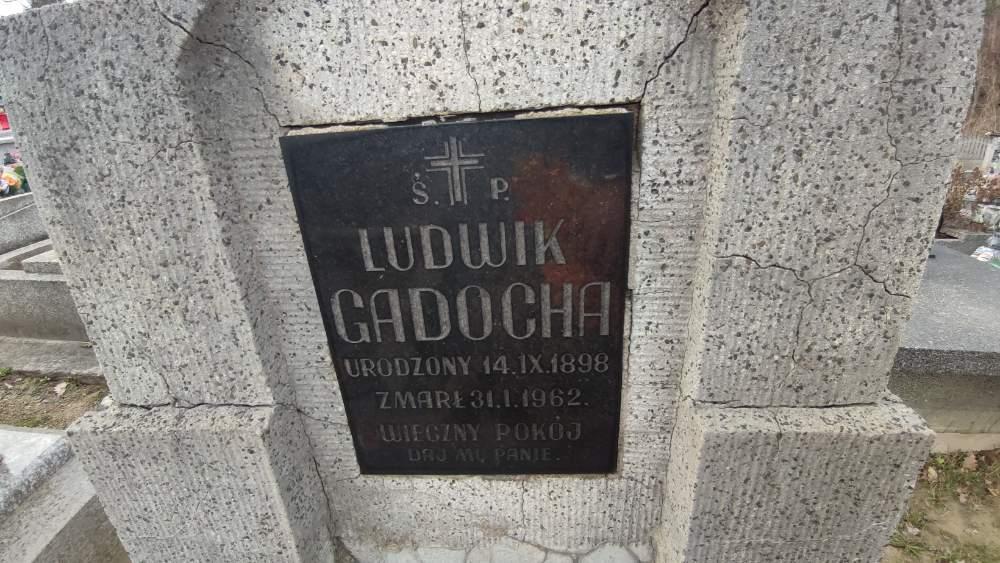 Ś. P.
LUDWIK
GADOCHA
URODZONY 14.IX.1898
ZMARŁ 31.I.1962.
WIECZNY POKÓJ
DAJ MU PANIE.